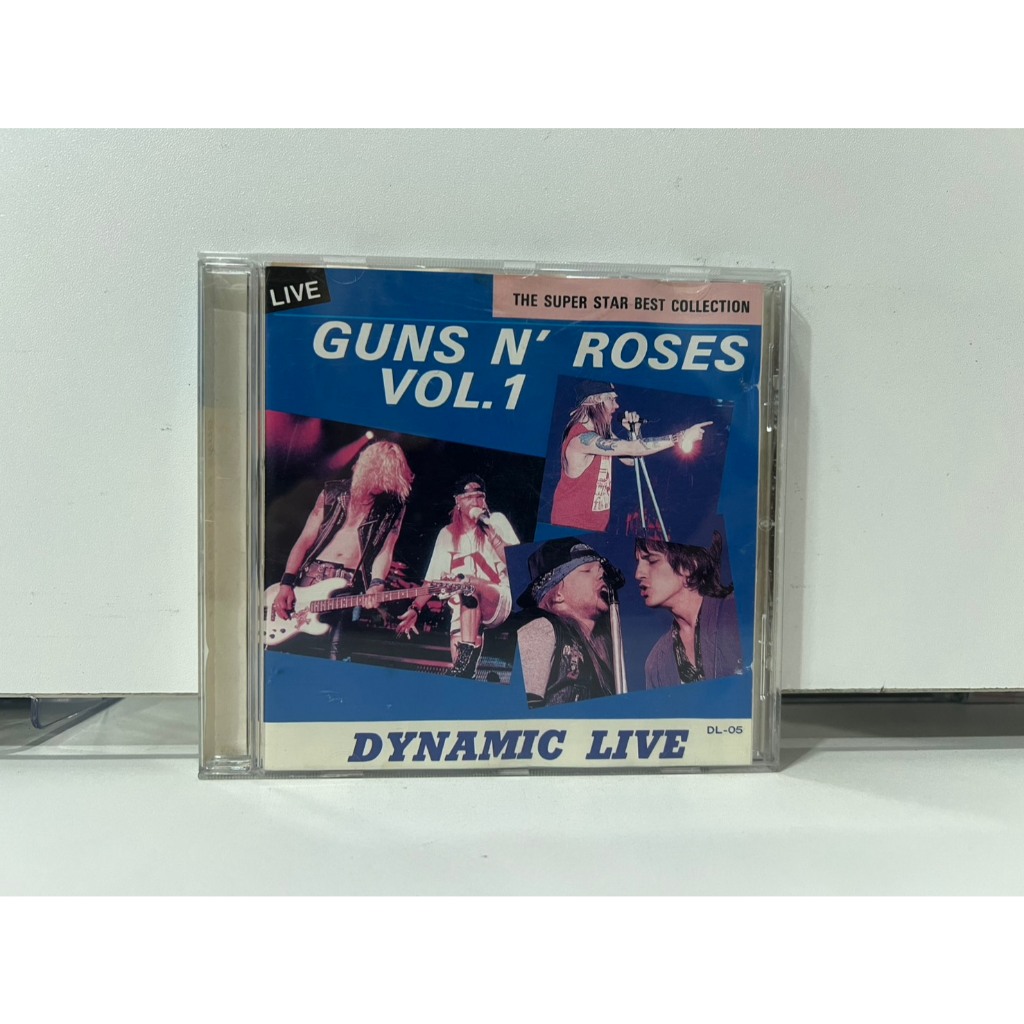 LIVE
THE SUPER STAR BEST COLLECTION
GUNS N' ROSES
VOL.1
DYNAMIC LIVE
DL-05